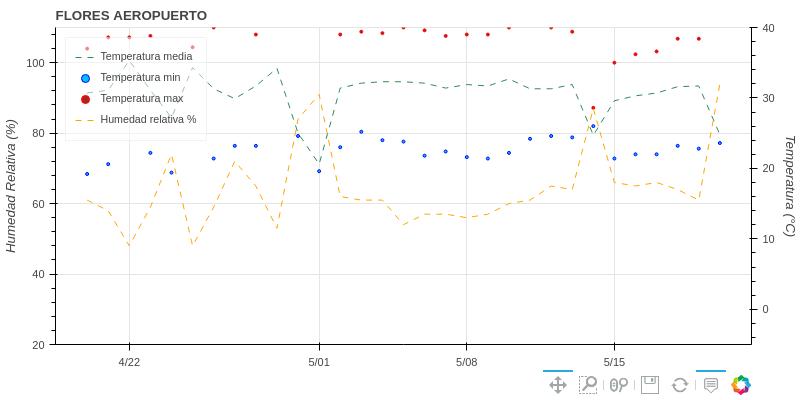 FLORES AEROPUERTO
Temperatura media
Temperatura min
Temperatura max
Humedad relativa %
Humedad Relativa (%)
100
80
60
40
20
Temperatura (°C)
40
30
20
10
0
4/22 5/01 5/08 5/15